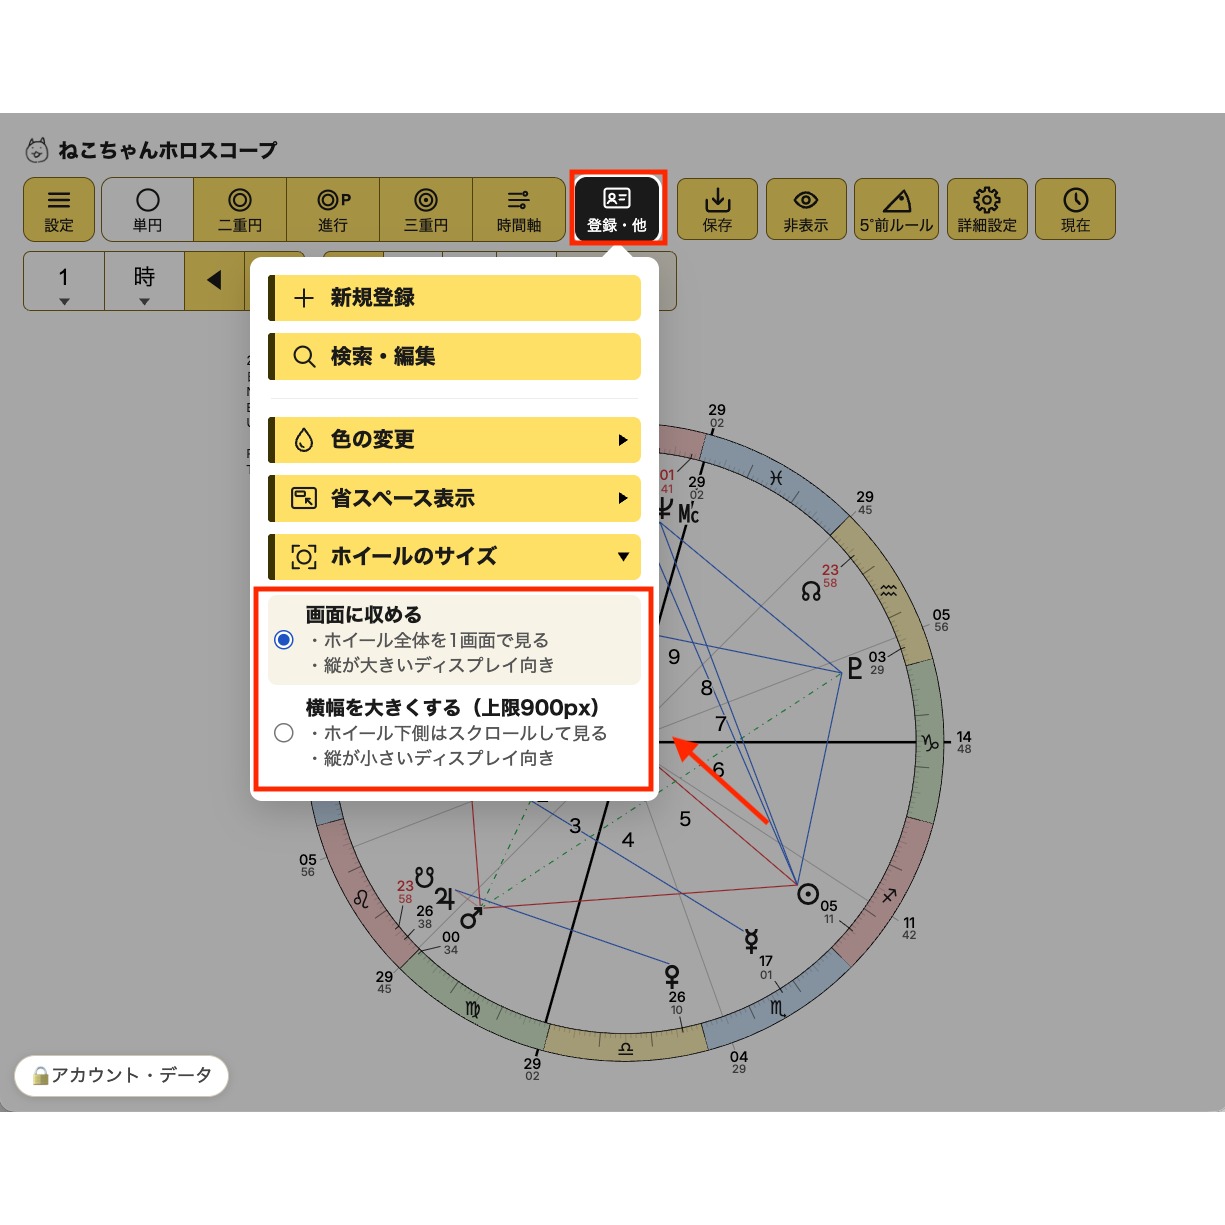 ねこちゃんホロスコープ
設定
単円
二重円
P
進行
三重円
時間軸
登録・他
保存
非表示
5°前ルール
詳細設定
現在
1
時
新規登録
検索・編集
色の変更
省スペース表示
ホイールのサイズ
画面に収める
・ホイール全体を1画面で見る
・縦が大きいディスプレイ向き
横幅を大きくする（上限900px）
・ホイール下側はスクロールして見る
・縦が小さいディスプレイ向き
29
02
01
41
29
02
Mc
29
45
23
58
05
56
03
29
9
8
7
14
48
6
5
3
4
05
56
23
58
26
38
00
34
05
11
11
42
17
01
29
45
26
10
29
02
04
29
アカウント・データ